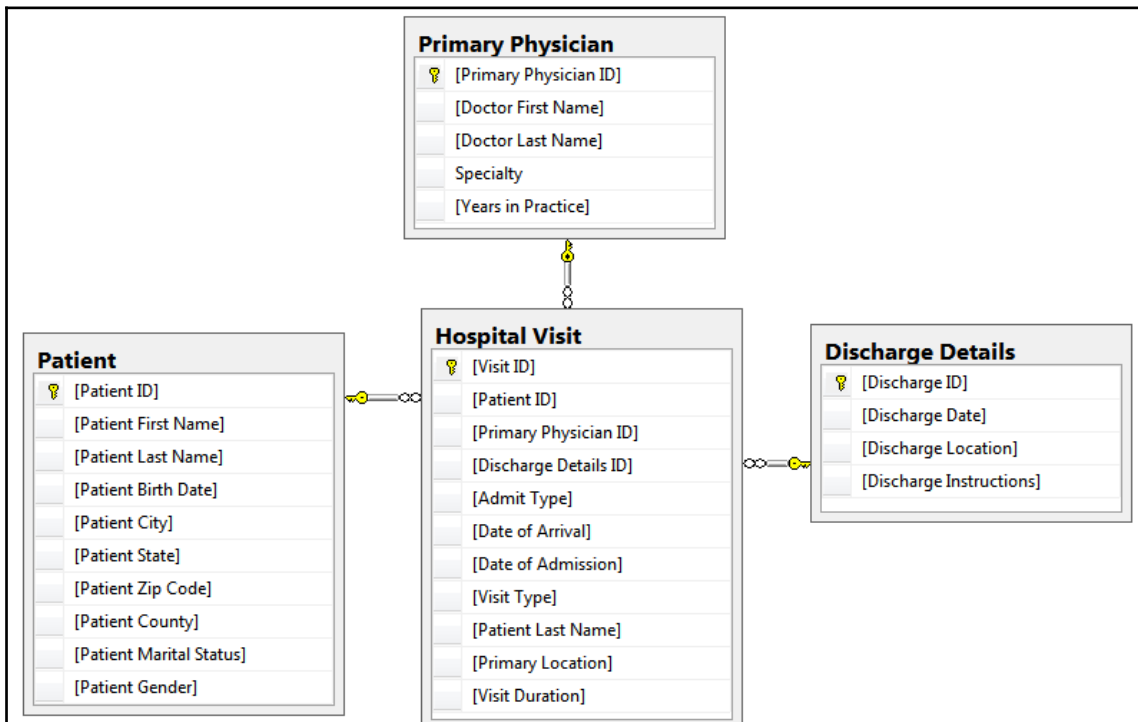 Primary Physician
[Primary Physician ID]
[Doctor First Name]
[Doctor Last Name]
Specialty
[Years in Practice]
Patient
[Patient ID]
[Patient First Name]
[Patient Last Name]
[Patient Birth Date]
[Patient City]
[Patient State]
[Patient Zip Code]
[Patient County]
[Patient Marital Status]
[Patient Gender]
Hospital Visit
[Visit ID]
[Patient ID]
[Primary Physician ID]
[Discharge Details ID]
[Admit Type]
[Date of Arrival]
[Date of Admission]
[Visit Type]
[Patient Last Name]
[Primary Location]
[Visit Duration]
Discharge Details
[Discharge ID]
[Discharge Date]
[Discharge Location]
[Discharge Instructions]